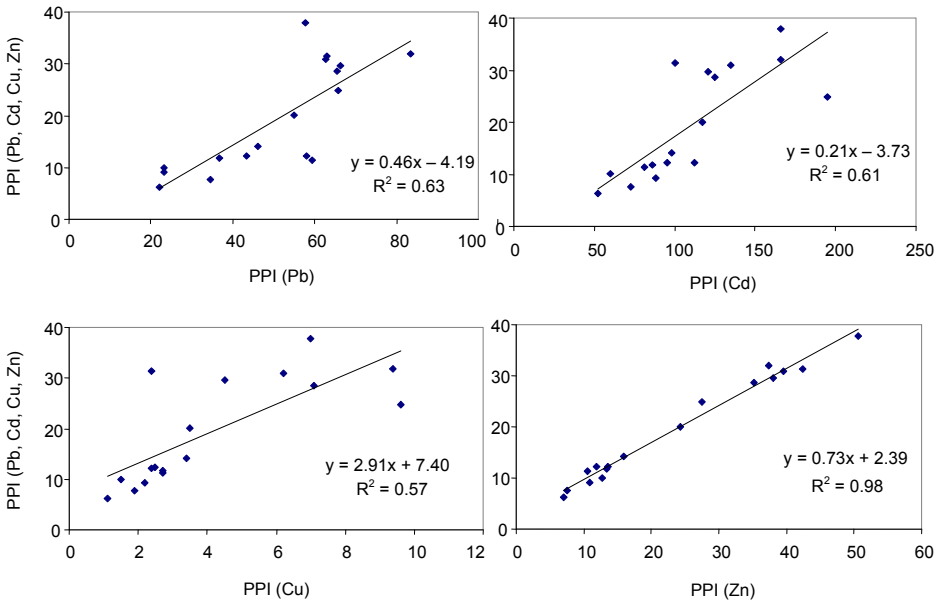 PPI (Pb, Cd, Cu, Zn)
40
30
20
10
0
y = 0.46x – 4.19
R² = 0.63
0 20 40 60 80 100
PPI (Pb)
40
30
20
10
0
y = 0.21x – 3.73
R² = 0.61
0 50 100 150 200 250
PPI (Cd)
PPI (Pb, Cd, Cu, Zn)
40
30
20
10
0
y = 2.91x + 7.40
R² = 0.57
0 2 4 6 8 10 12
PPI (Cu)
40
30
20
10
0
y = 0.73x + 2.39
R² = 0.98
0 10 20 30 40 50 60
PPI (Zn)